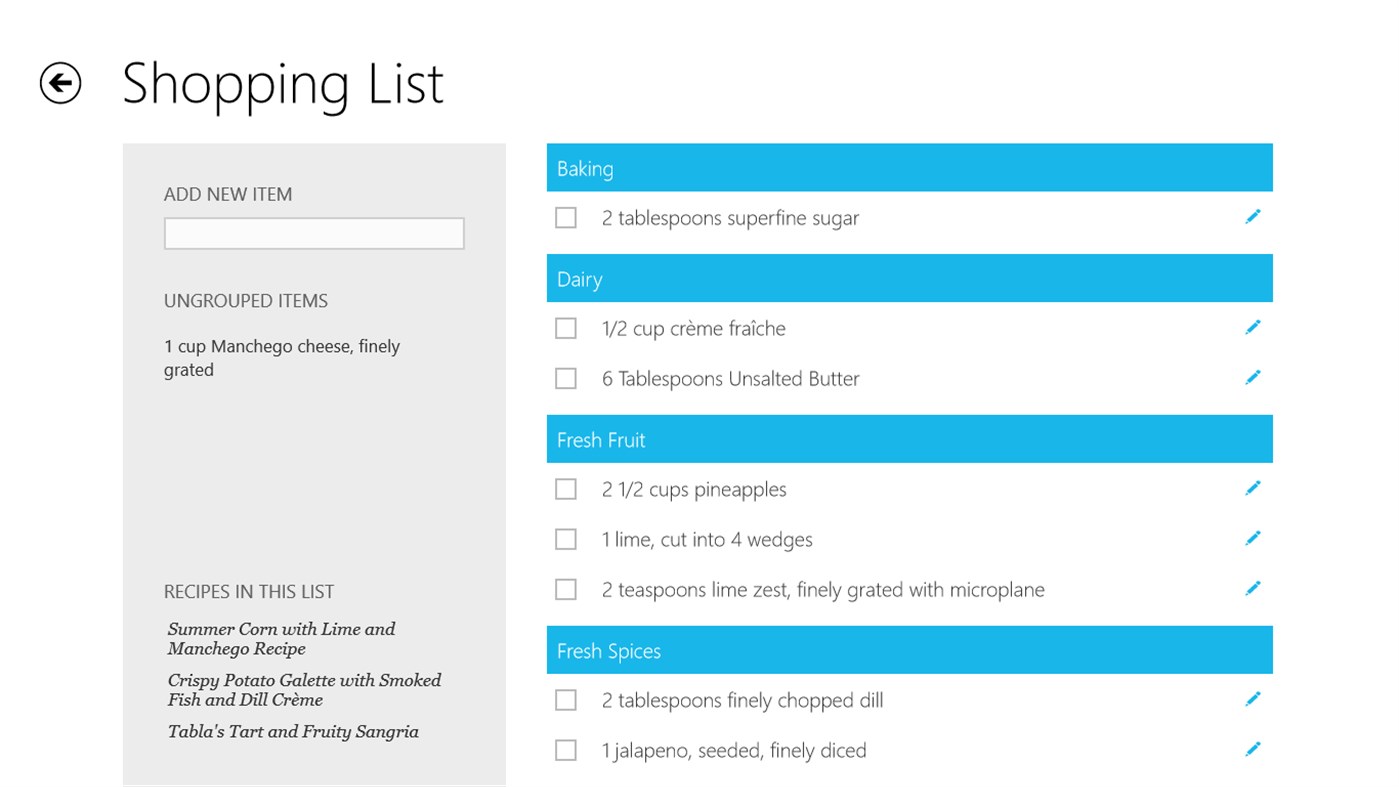 Shopping List
ADD NEW ITEM
UNGROUPED ITEMS
1 cup Manchego cheese, finely
grated
RECIPES IN THIS LIST
Summer Corn with Lime and
Manchego Recipe
Crispy Potato Galette with Smoked
Fish and Dill Crème
Tabla's Tart and Fruity Sangria
Baking
2 tablespoons superfine sugar
Dairy
1/2 cup crème fraîche
6 Tablespoons Unsalted Butter
Fresh Fruit
2 1/2 cups pineapples
1 lime, cut into 4 wedges
2 teaspoons lime zest, finely grated with microplane
Fresh Spices
2 tablespoons finely chopped dill
1 jalapeno, seeded, finely diced